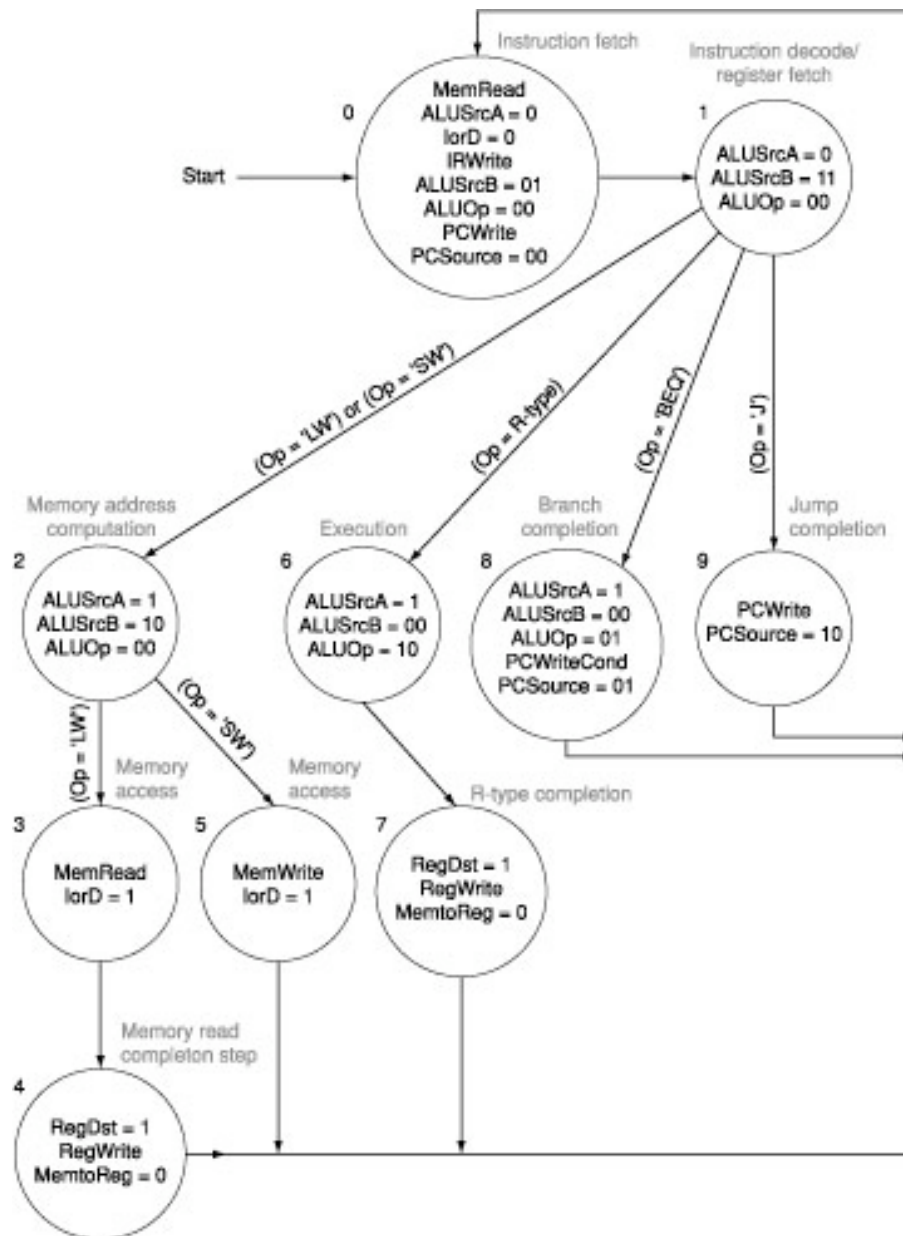 Instruction fetch
Instruction decode/
register fetch
0
MemRead
ALUSrcA = 0
IorD = 0
IRWrite
ALUSrcB = 01
ALUOp = 00
PCWrite
PCSource = 00
1
ALUSrcA = 0
ALUSrcB = 11
ALUOp = 00
Start
(Op = 'LW') or (Op = 'SW')
(Op = R-type)
(Op = 'BEQ')
(Op = 'J')
Memory address
computation
2
ALUSrcA = 1
ALUSrcB = 10
ALUOp = 00
Execution
6
ALUSrcA = 1
ALUSrcB = 00
ALUOp = 10
Branch
completion
8
ALUSrcA = 1
ALUSrcB = 00
ALUOp = 01
PCWriteCond
PCSource = 01
Jump
completion
9
PCWrite
PCSource = 10
(Op = 'LW')
(Op = 'SW')
Memory
access
3
MemRead
IorD = 1
Memory
access
5
MemWrite
IorD = 1
R-type completion
7
RegDst = 1
RegWrite
MemtoReg = 0
Memory read
completon step
4
RegDst = 1
RegWrite
MemtoReg = 0